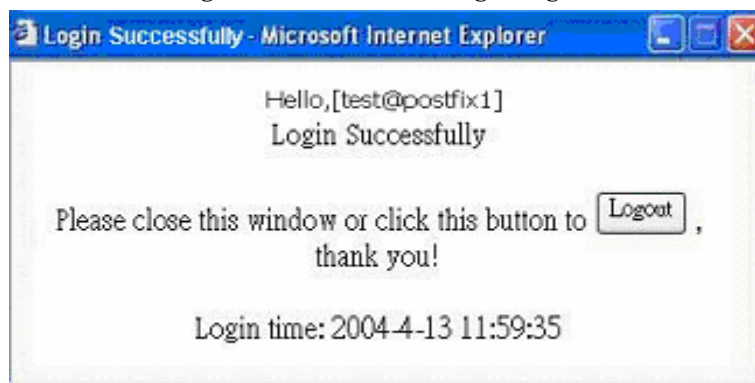 Login Successfully - Microsoft Internet Explorer
Hello,[test@postfix1]
Login Successfully
Please close this window or click this button to Logout ,
thank you!
Login time: 2004-4-13 11:59:35